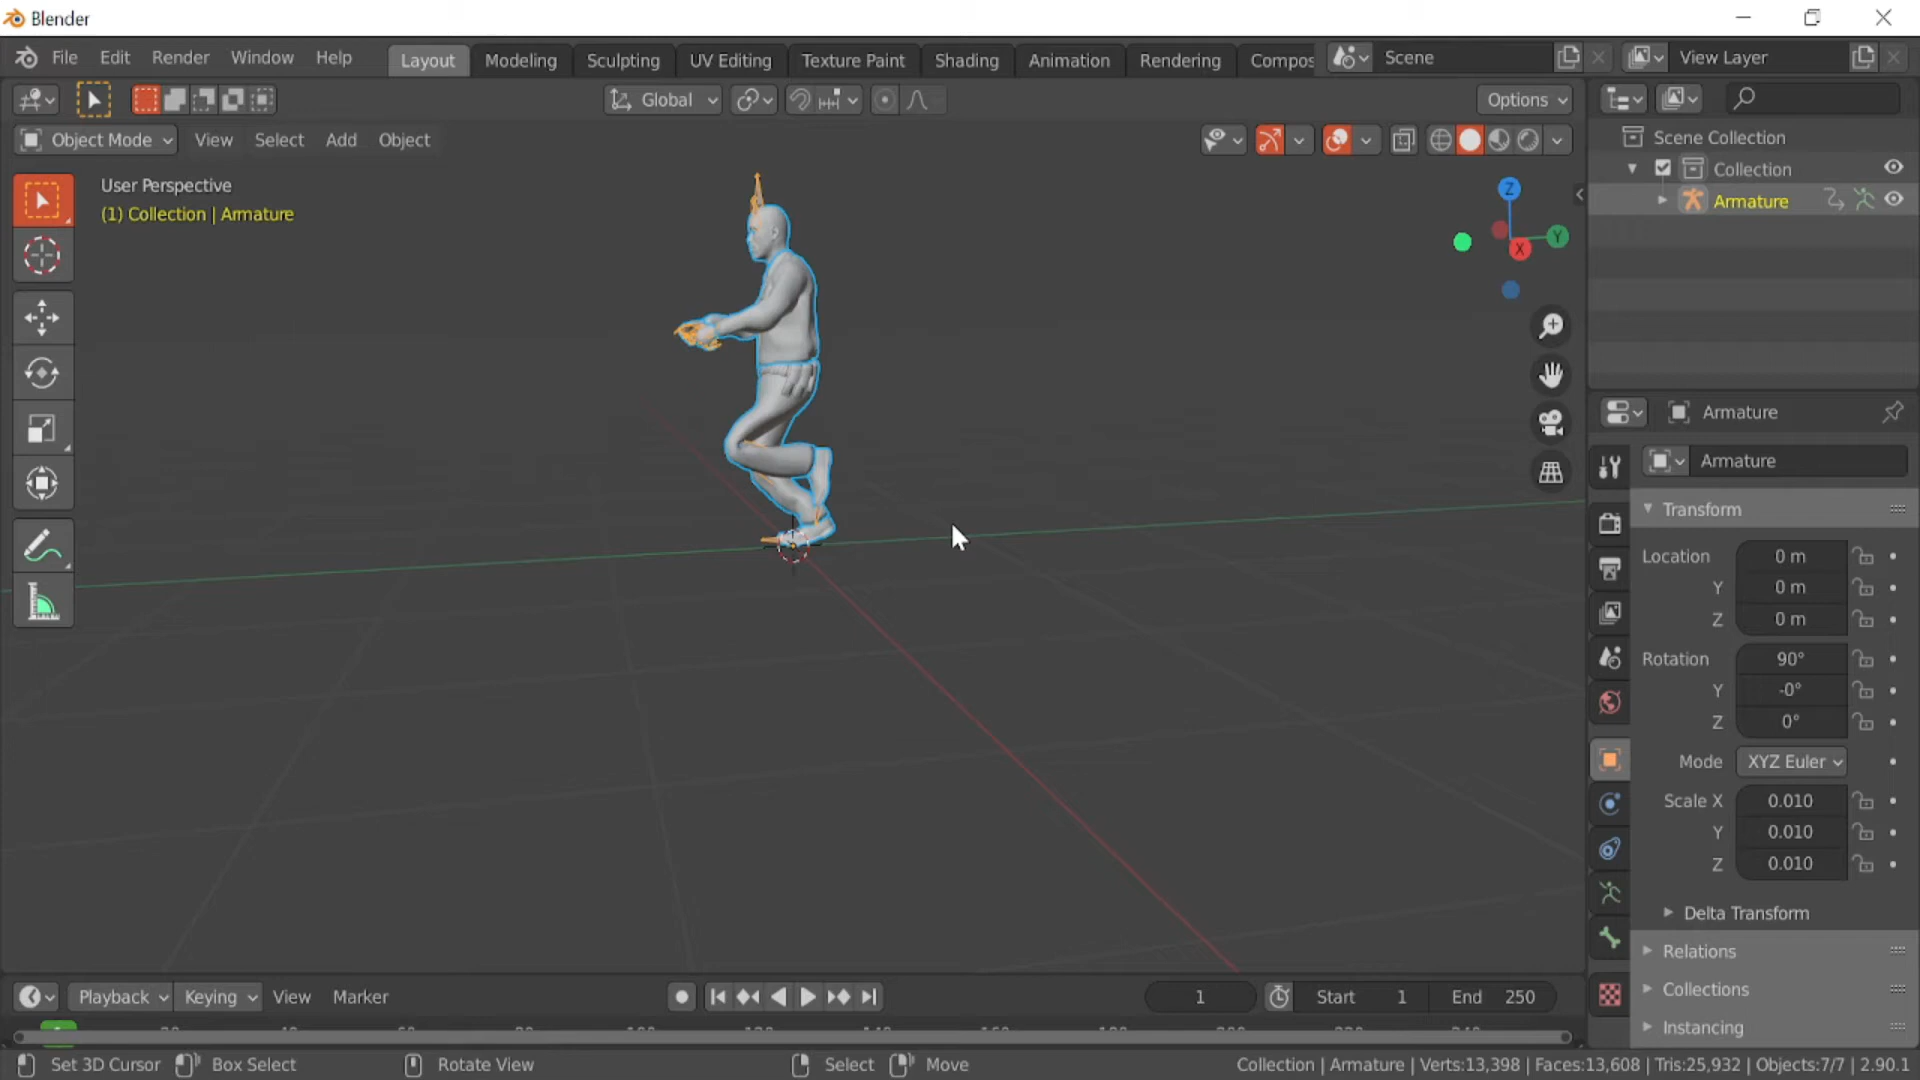 Blender
File Edit Render Window Help Layout Modeling Sculpting UV Editing Texture Paint Shading Animation Rendering Compos Scene View Layer
Global Options
Object Mode View Select Add Object
Scene Collection
Collection
Armature
User Perspective
(1) Collection | Armature
Z
Y
X
Armature
Armature
Transform
Location 0 m
Y 0 m
Z 0 m
Rotation 90°
Y -0°
Z 0°
Mode XYZ Euler
Scale X 0.010
Y 0.010
Z 0.010
Delta Transform
Relations
Collections
Instancing
Playback Keying View Marker 1 Start 1 End 250
Set 3D Cursor Box Select Rotate View Select Move Collection | Armature | Verts:13,398 | Faces:13,608 | Tris:25,932 | Objects:7/7 | 2.90.1